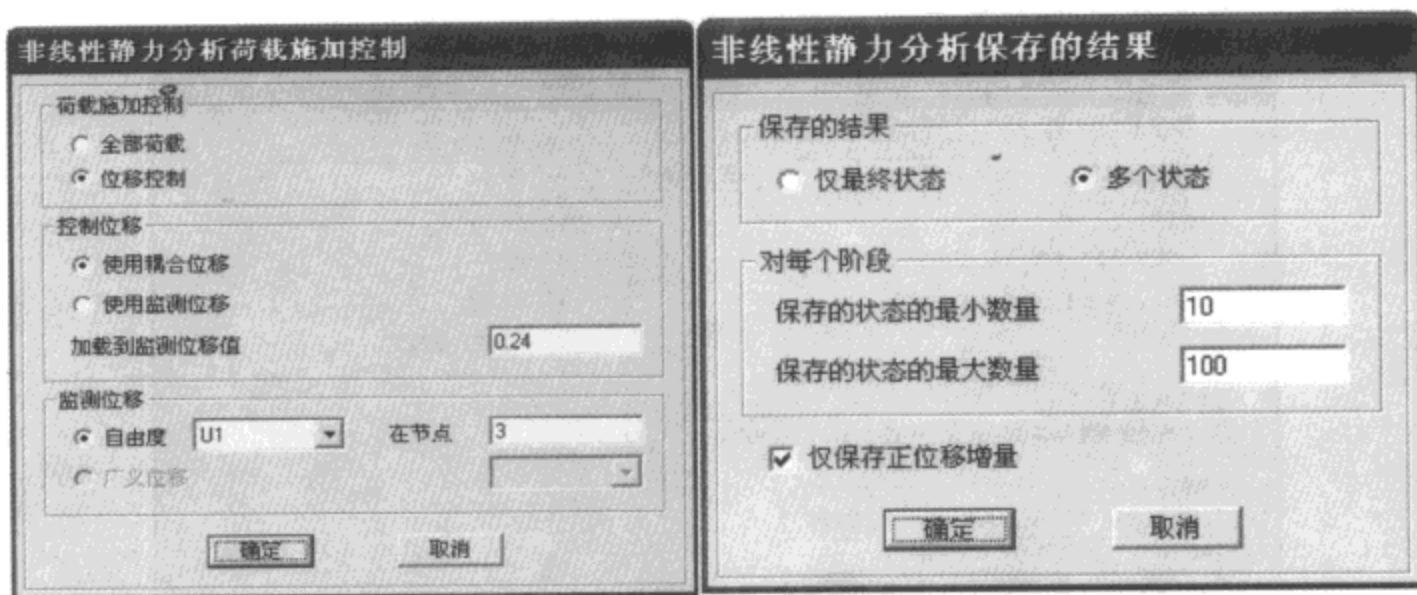 非线性静力分析荷载施加控制
荷载施加控制
全部荷载
位移控制
控制位移
使用耦合位移
使用监测位移
加载到监测位移值 0.24
监测位移
自由度 U1 在节点 3
广义位移
确定 取消
非线性静力分析保存的结果
保存的结果
仅最终状态 多个状态
对每个阶段
保存的状态的最小数量 10
保存的状态的最大数量 100
仅保存正位移增量
确定 取消